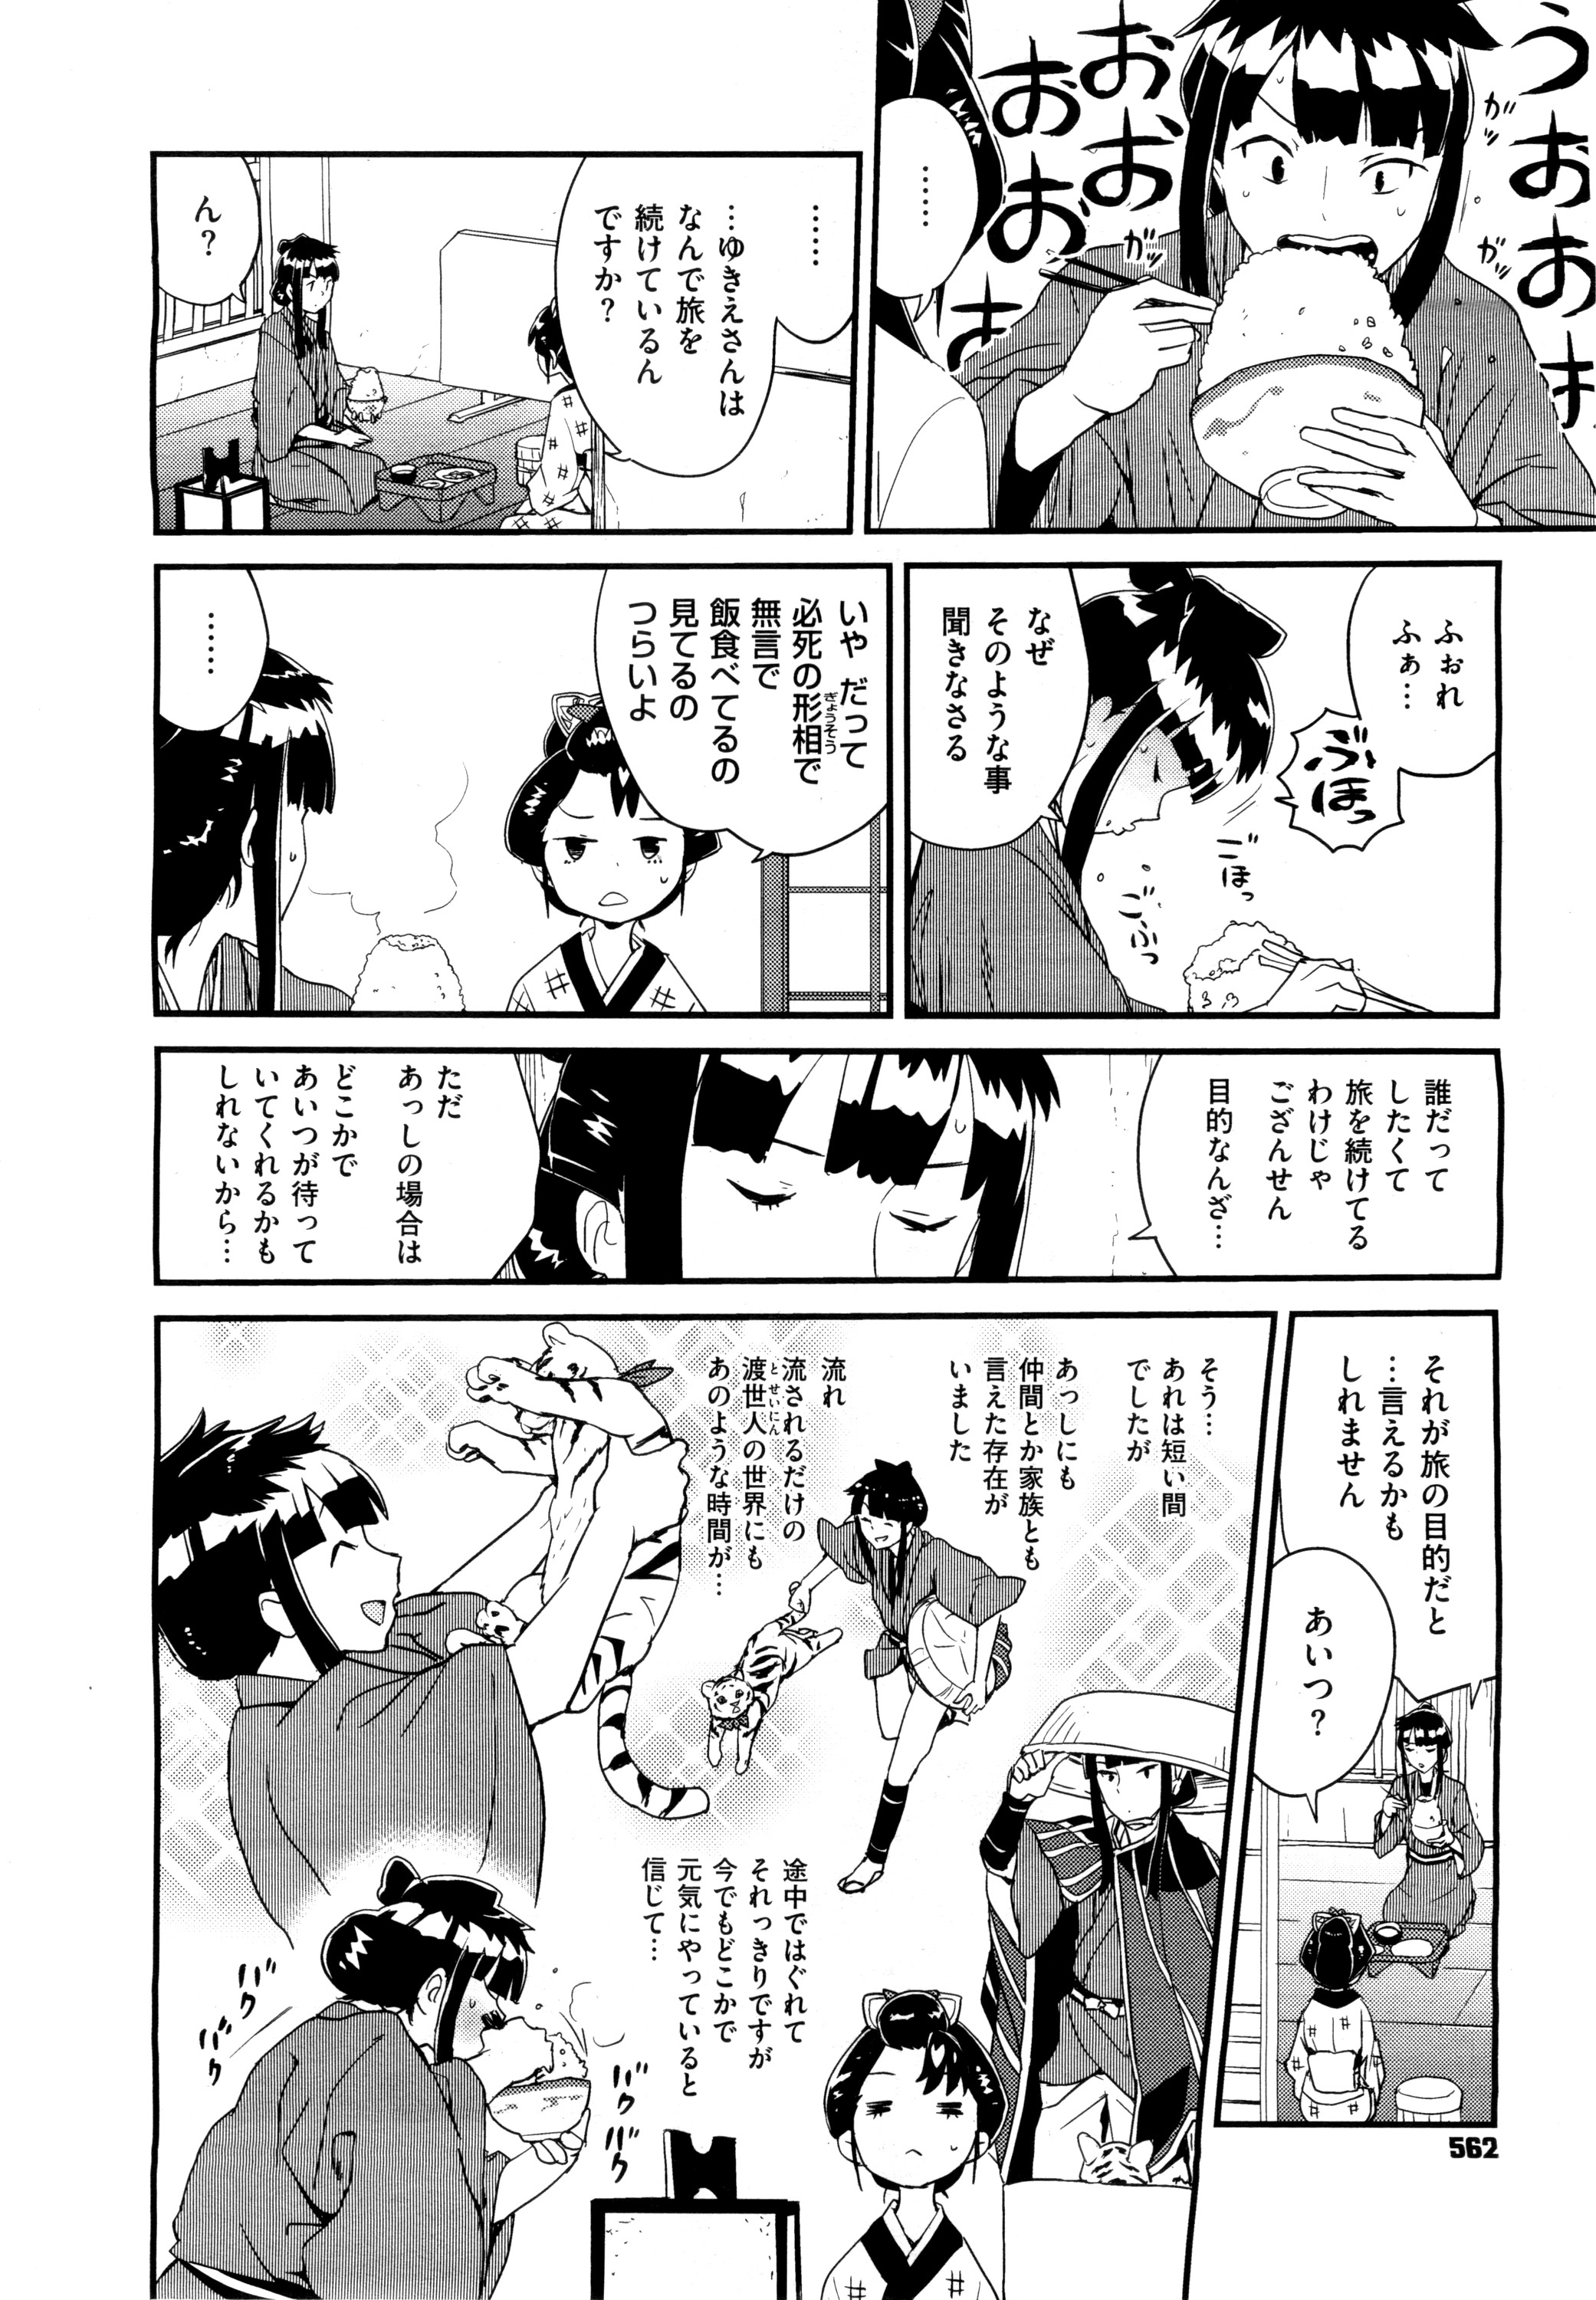 うおおお
おおお
おおお
ガッ
ガッ
ガッ
……
……
…ゆきえさんは
なんで旅を
続けているん
ですか?
ん?
ふぉれ
ふぁ…
ぶほっ
ごほっ
ごふっ
なぜ
そのような事
聞きなさる
いや だって
必死の形相で
ぎょうそう
無言で
飯食べてるの
見てるの
つらいよ
……
誰だって
したくて
旅を続けてる
わけじゃ
ござんせん
目的なんざ…
ただ
あっしの場合は
どこかで
あいつが待って
いてくれるかも
しれないから…
それが旅の目的だと
…言えるかも
しれません
あいつ?
そう…
あれは短い間
でしたが
あっしにも
仲間とか家族とも
言えた存在が
いました
流れ
流されるだけの
渡世人の世界にも
とせいにん
あのような時間が…
途中ではぐれて
それっきりですが
今でもどこかで
元気にやっていると
信じて…
バク
バク
バク
バク
562